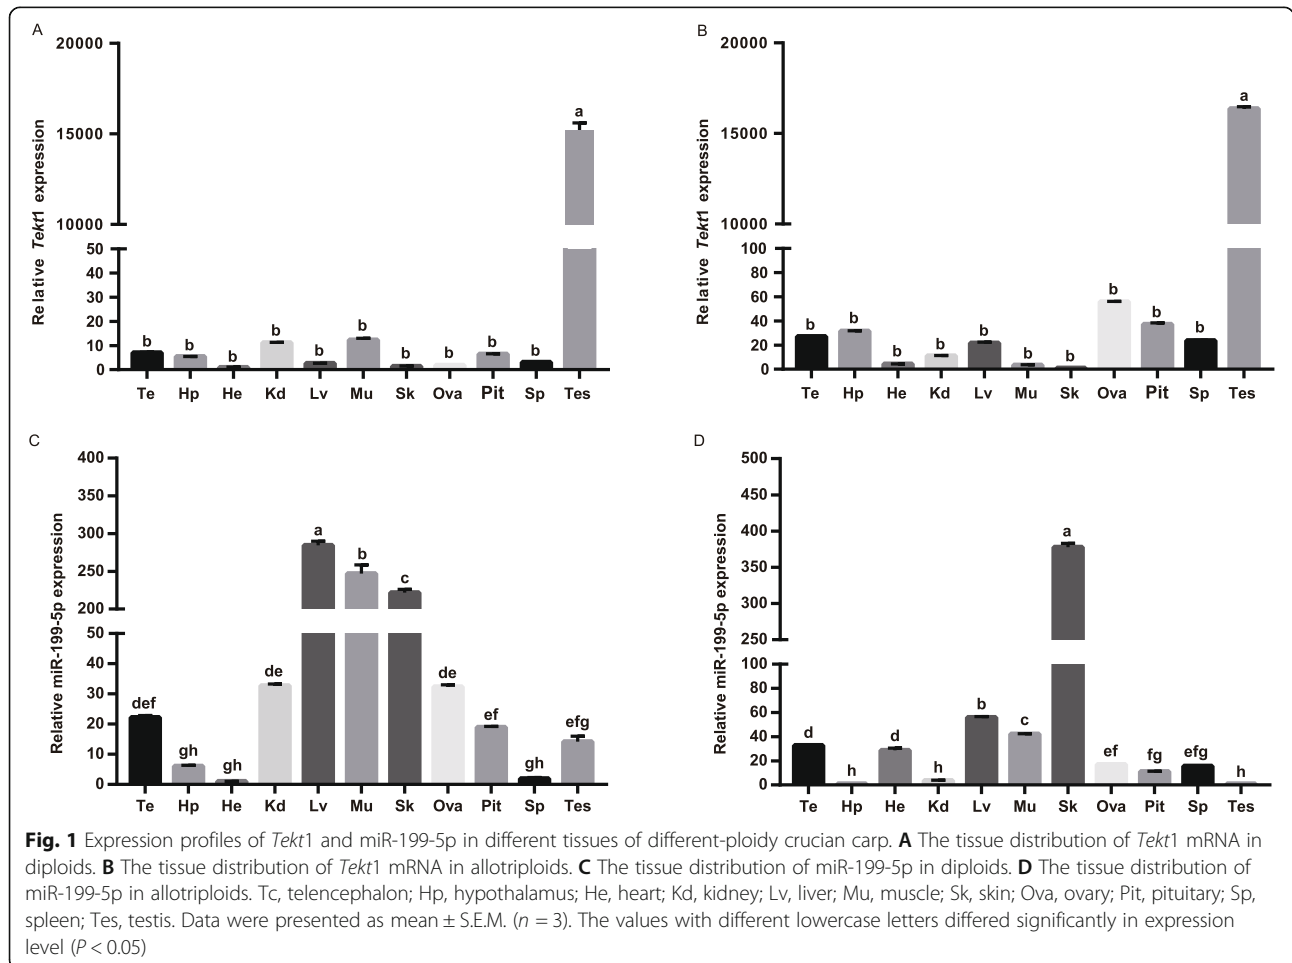 A
20000
15000
10000
50
40
30
20
10
0
Relative Tekt1 expression
b b b b b b b b b b a
Te Hp He Kd Lv Mu Sk Ova Pit Sp Tes
B
20000
15000
10000
100
80
60
40
20
0
Relative Tekt1 expression
b b b b b b b b b b a
Te Hp He Kd Lv Mu Sk Ova Pit Sp Tes
C
400
350
300
250
200
50
40
30
20
10
0
Relative miR-199-5p expression
def gh gh de a b c de ef gh efg
Te Hp He Kd Lv Mu Sk Ova Pit Sp Tes
D
500
450
400
350
300
250
100
80
60
40
20
0
Relative miR-199-5p expression
d h d h b c a ef fg efg h
Te Hp He Kd Lv Mu Sk Ova Pit Sp Tes
Fig. 1 Expression profiles of Tekt1 and miR-199-5p in different tissues of different-ploidy crucian carp. A The tissue distribution of Tekt1 mRNA in
diploids. B The tissue distribution of Tekt1 mRNA in allotriploids. C The tissue distribution of miR-199-5p in diploids. D The tissue distribution of
miR-199-5p in allotriploids. Tc, telencephalon; Hp, hypothalamus; He, heart; Kd, kidney; Lv, liver; Mu, muscle; Sk, skin; Ova, ovary; Pit, pituitary; Sp,
spleen; Tes, testis. Data were presented as mean ± S.E.M. (n = 3). The values with different lowercase letters differed significantly in expression
level (P < 0.05)